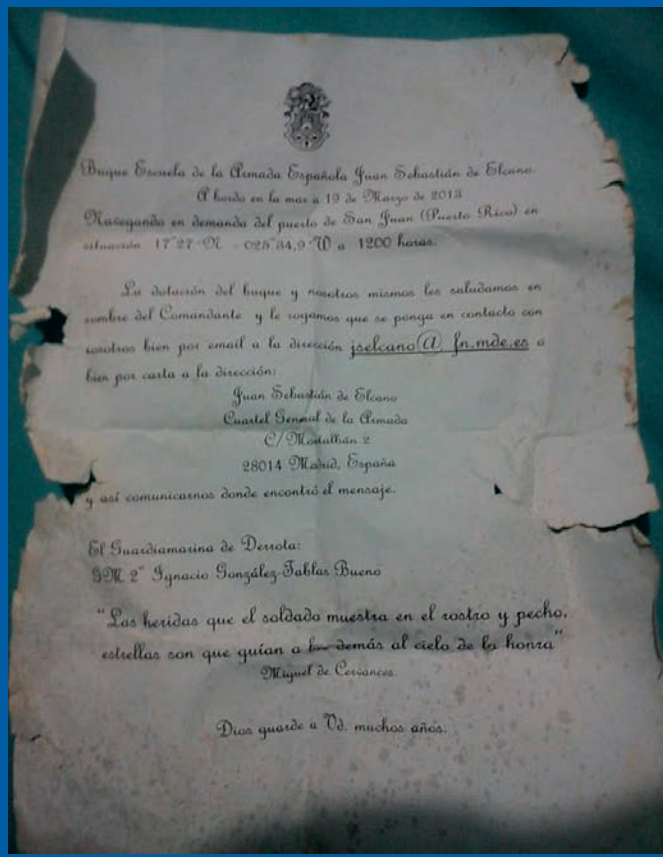 Buque Escuela de la Armada Española Juan Sebastián de Elcano
A bordo en la mar a 19 de Marzo de 2013
Navegando en demanda del puerto de San Juan (Puerto Rico) en
situación 17°27'N - 025°34,9'W a 1200 horas.
La dotación del buque y nosotros mismos les saludamos en
nombre del Comandante y le rogamos que se ponga en contacto con
nosotros bien por email a la dirección jselcano@fn.mde.es o
bien por carta a la dirección:
Juan Sebastián de Elcano
Cuartel General de la Armada
C/ Montalbán 2
28014 Madrid, España
y así comunicarnos donde encontró el mensaje.
El Guardiamarina de Derrota:
GM. 2º Ignacio González-Tablas Bueno
"Las heridas que el soldado muestra en el rostro y pecho,
estrellas son que guían a los demás al cielo de la honra"
Miguel de Cervantes.
Dios guarde a Vd. muchos años.